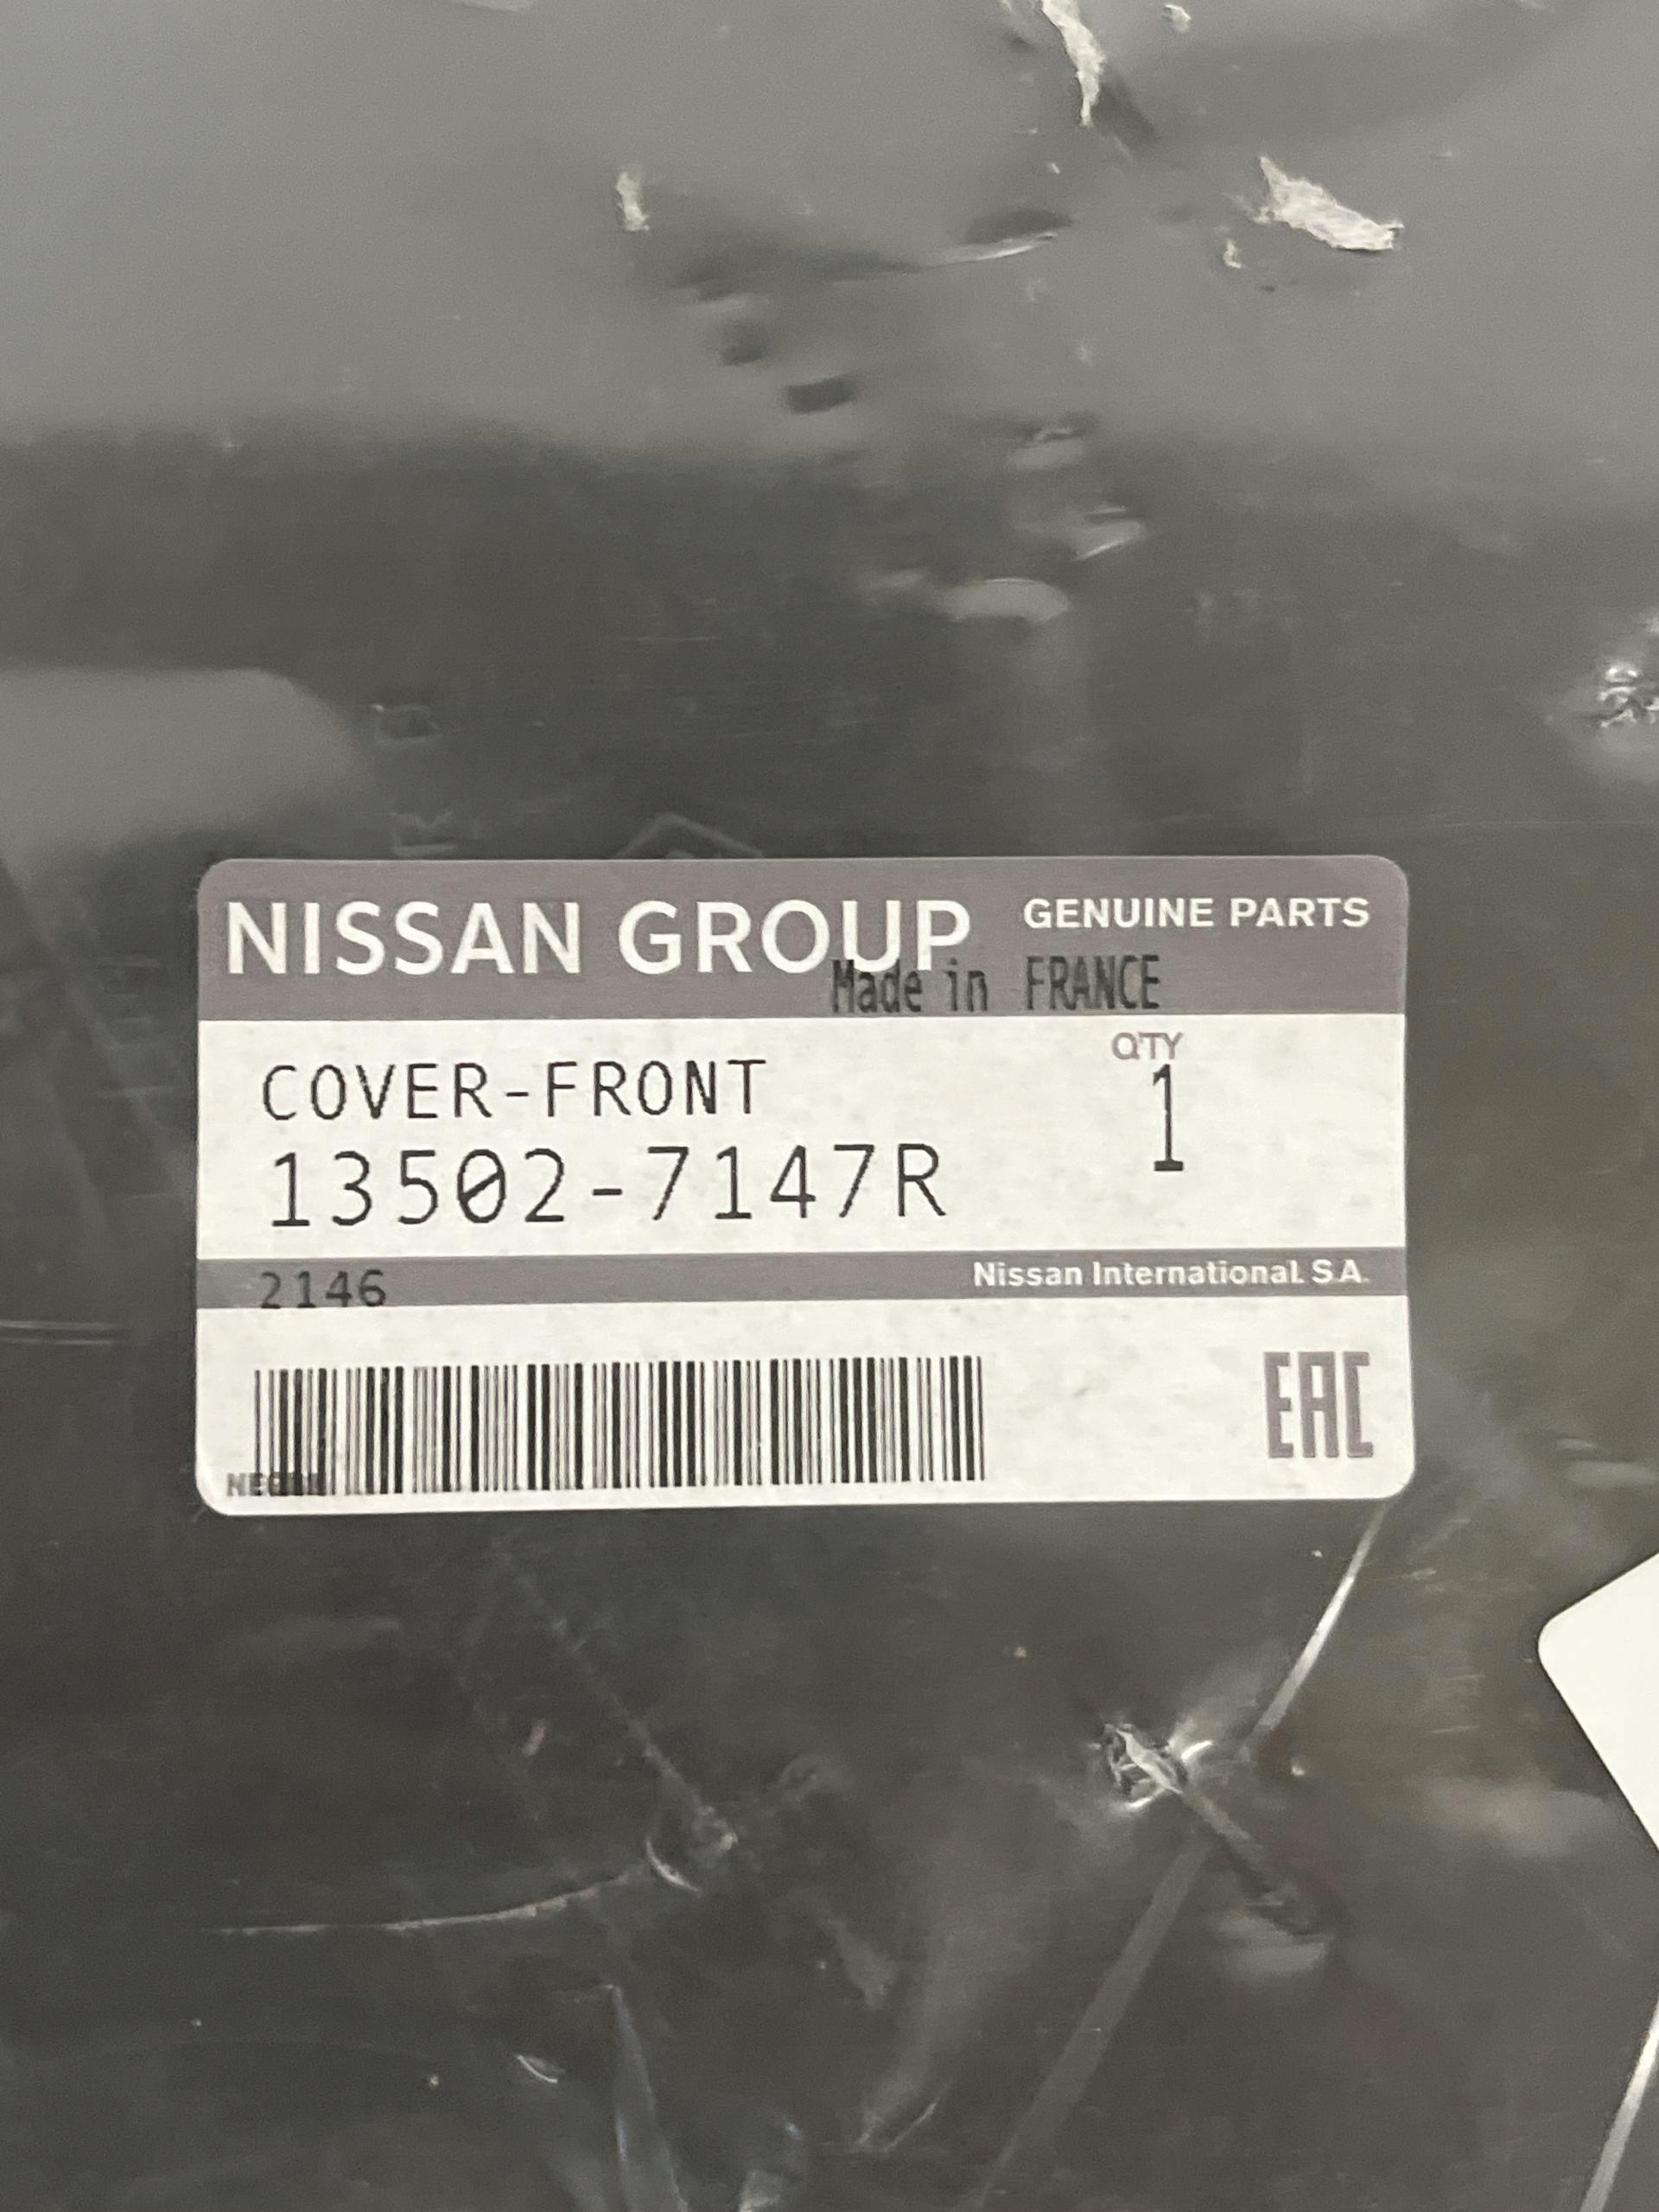 NISSAN GROUP GENUINE PARTS
Made in FRANCE
QTY
COVER-FRONT 1
13502-7147R
2146 Nissan International S.A.
EAC